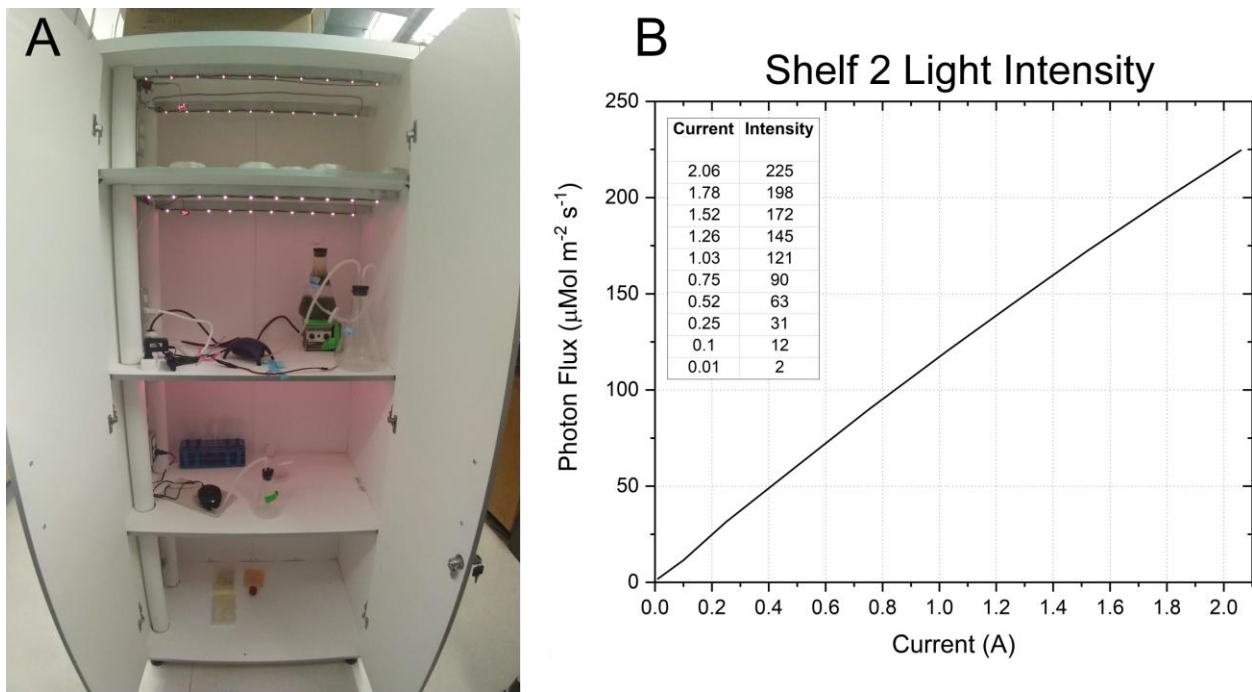 A
B
Shelf 2 Light Intensity
250
200
150
100
50
0
Photon Flux (μMol m⁻² s⁻¹)
Current Intensity
2.06 225
1.78 198
1.52 172
1.26 145
1.03 121
0.75 90
0.52 63
0.25 31
0.1 12
0.01 2
0.0 0.2 0.4 0.6 0.8 1.0 1.2 1.4 1.6 1.8 2.0
Current (A)